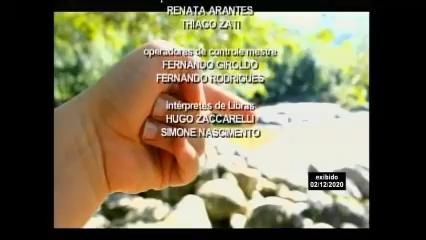 RENATA ARANTES
THIAGO ZATI
operadores de controle mestre
FERNANDO GIROLDO
FERNANDO RODRIGUES
intérpretes de Libras
HUGO ZACCARELLI
SIMONE NASCIMENTO
exibido
02/12/2020